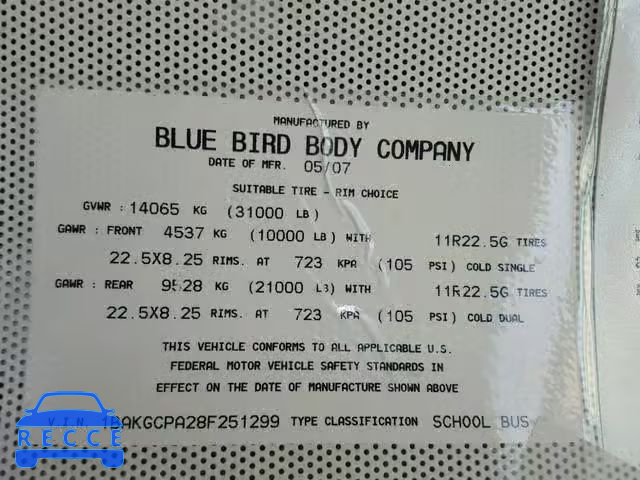 MANUFACTURED BY
BLUE BIRD BODY COMPANY
DATE OF MFR. 05/07
SUITABLE TIRE - RIM CHOICE
GVWR : 14065 KG (31000 LB)
GAWR : FRONT 4537 KG (10000 LB) WITH 11R22.5G TIRES
22.5X8.25 RIMS. AT 723 KPA (105 PSI) COLD SINGLE
GAWR : REAR 9528 KG (21000 LB) WITH 11R22.5G TIRES
22.5X8.25 RIMS. AT 723 KPA (105 PSI) COLD DUAL
THIS VEHICLE CONFORMS TO ALL APPLICABLE U.S.
FEDERAL MOTOR VEHICLE SAFETY STANDARDS IN
EFFECT ON THE DATE OF MANUFACTURE SHOWN ABOVE
V.I.N. 1BAKGCPA28F251299 TYPE CLASSIFICATION SCHOOL BUS
RECCE